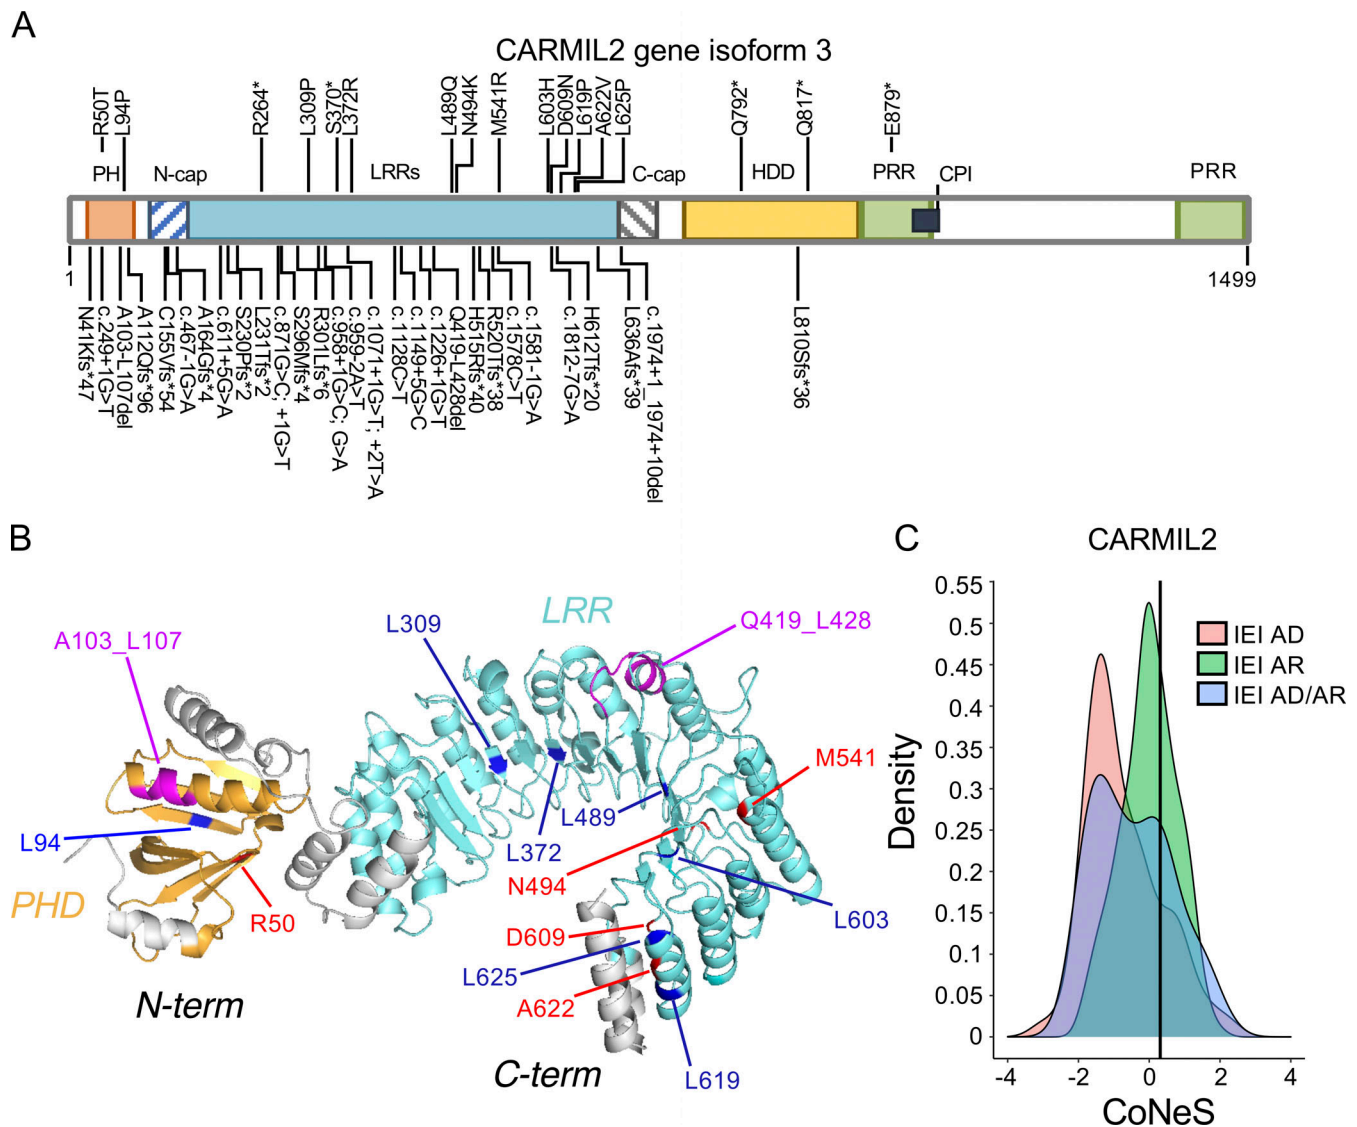 A
CARMIL2 gene isoform 3
R50T
L94P
R264*
L309P
S370*
L372R
L489Q
N494K
M541R
L603H
D609N
L619P
A622V
L625P
Q792*
Q817*
E879*
PH
N-cap
LRRs
C-cap
HDD
PRR
CPI
PRR
1
1499
N41Kfs*47
c.249+1G>T
A103-L107del
A112Qfs*96
C155Vfs*54
c.467-1G>A
A164Gfs*4
c.611+5G>A
S230Pfs*2
L231Tfs*2
c.871G>C; +1G>T
S296Mfs*4
R301Lfs*6
c.958+1G>C; G>A
c.959-2A>T
c.1071+1G>T; +2T>A
c.1128C>T
c.1149+5G>C
c.1226+1G>T
Q419-L428del
H515Rfs*40
R520Tfs*38
c.1578C>T
c.1581-1G>A
c.1812-7G>A
H612Tfs*20
L636Afs*39
c.1974+1_1974+10del
L810Sfs*36
B
A103_L107
L309
LRR
Q419_L428
M541
L489
L94
L372
N494
PHD
R50
L603
D609
L625
A622
N-term
C-term
L619
C
CARMIL2
0.55
0.5
0.45
0.4
0.35
0.3
0.25
0.2
0.15
0.1
0.05
0
Density
IEI AD
IEI AR
IEI AD/AR
-4 -2 0 2 4
CoNeS